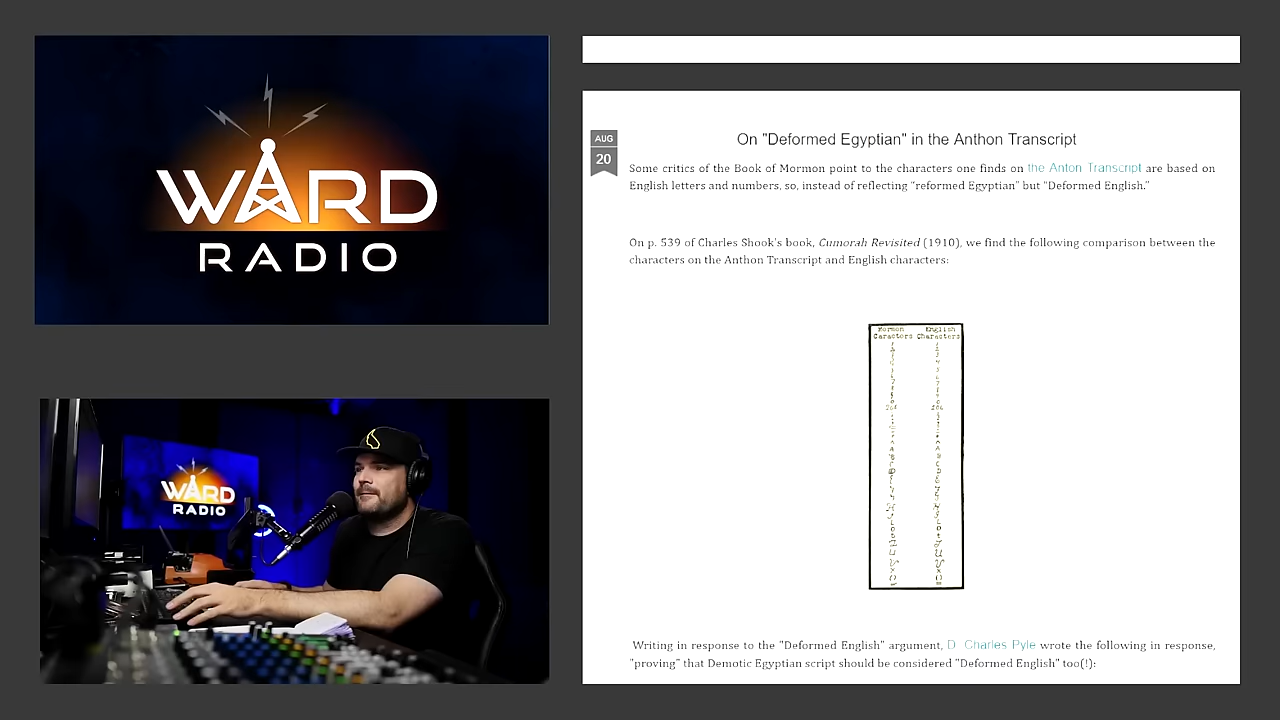 WARD
RADIO
WARD
RADIO
AUG
20
On "Deformed Egyptian" in the Anthon Transcript
Some critics of the Book of Mormon point to the characters one finds on the Anton Transcript are based on
English letters and numbers, so, instead of reflecting "reformed Egyptian" but "Deformed English."
On p. 539 of Charles Shook's book, Cumorah Revisited (1910), we find the following comparison between the
characters on the Anthon Transcript and English characters:
Mormon English
Caracters Characters
Writing in response to the "Deformed English" argument, D. Charles Pyle wrote the following in response,
"proving" that Demotic Egyptian script should be considered "Deformed English" too(!):